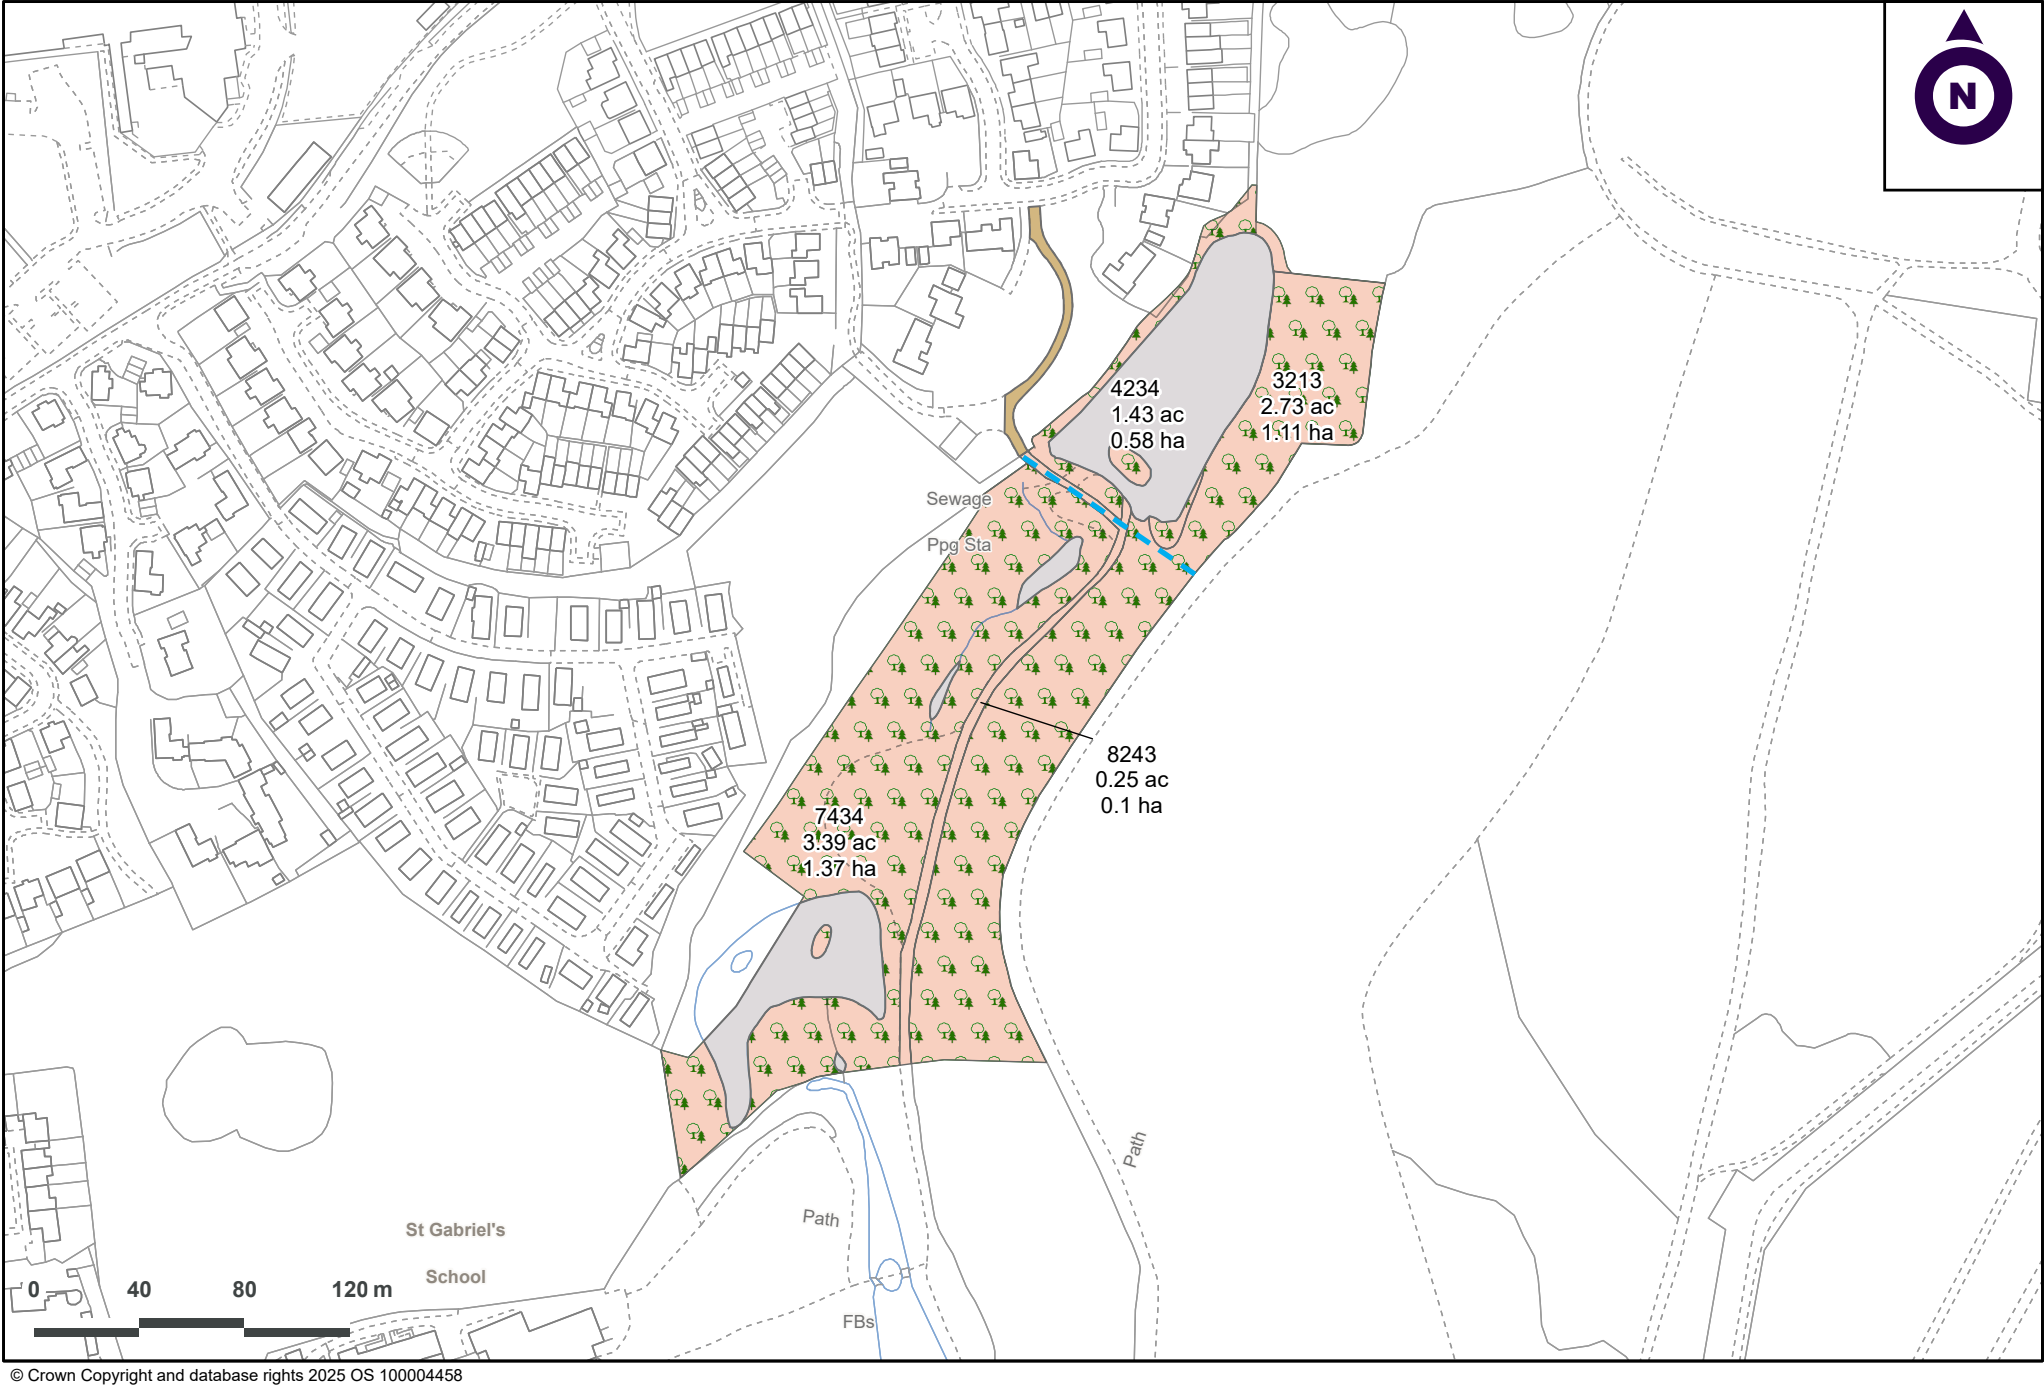 N
4234
1.43 ac
0.58 ha
3213
2.73 ac
1.11 ha
Sewage
Ppg Sta
8243
0.25 ac
0.1 ha
7434
3.39 ac
1.37 ha
Path
Path
St Gabriel's
School
FBs
0 40 80 120 m
© Crown Copyright and database rights 2025 OS 100004458